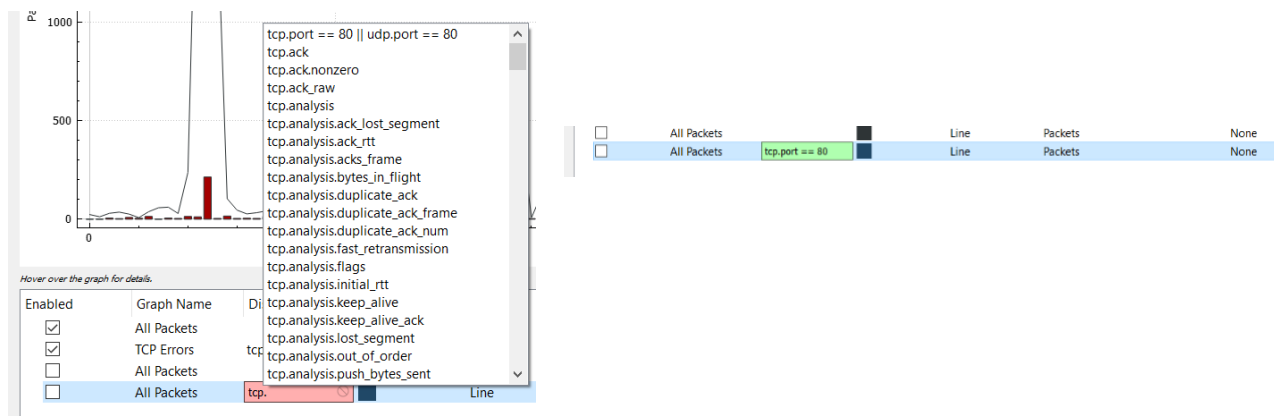 Pa
1000
500
0
0
tcp.port == 80 || udp.port == 80
tcp.ack
tcp.ack.nonzero
tcp.ack_raw
tcp.analysis
tcp.analysis.ack_lost_segment
tcp.analysis.ack_rtt
tcp.analysis.acks_frame
tcp.analysis.bytes_in_flight
tcp.analysis.duplicate_ack
tcp.analysis.duplicate_ack_frame
tcp.analysis.duplicate_ack_num
tcp.analysis.fast_retransmission
tcp.analysis.flags
tcp.analysis.initial_rtt
tcp.analysis.keep_alive
tcp.analysis.keep_alive_ack
tcp.analysis.lost_segment
tcp.analysis.out_of_order
tcp.analysis.push_bytes_sent
Hover over the graph for details.
Enabled Graph Name Di
All Packets
TCP Errors tcp
All Packets
All Packets tcp. Line
All Packets Line Packets None
All Packets tcp.port == 80 Line Packets None